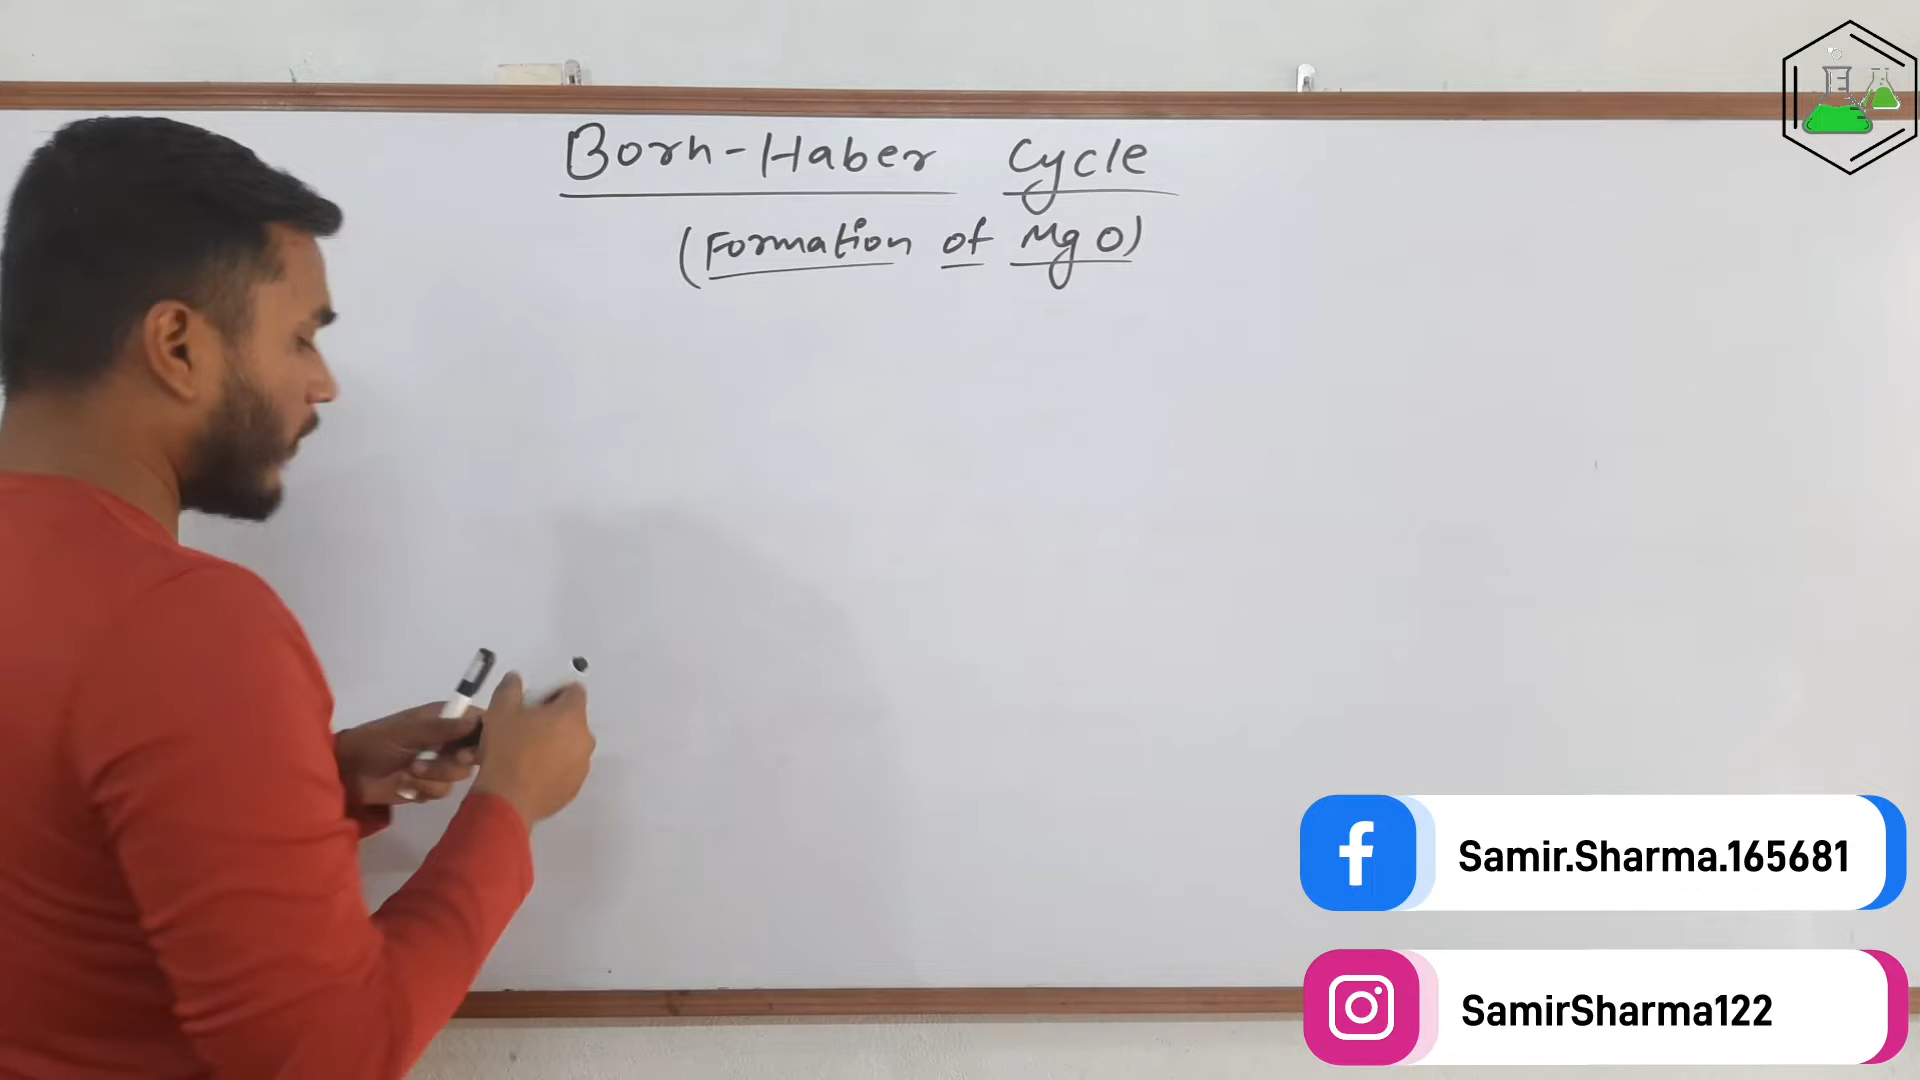 Born-Haber Cycle
(Formation of MgO)
Samir.Sharma.165681
SamirSharma122